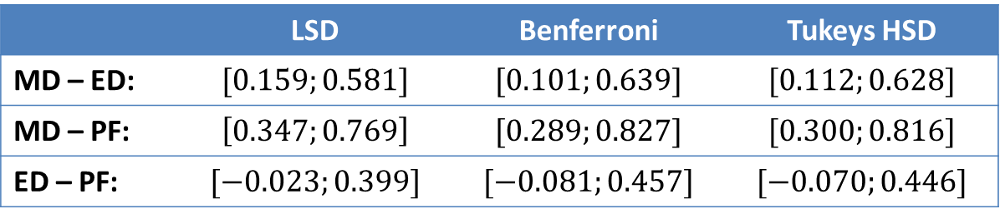 LSD Benferroni Tukeys HSD
MD – ED: [0.159; 0.581] [0.101; 0.639] [0.112; 0.628]
MD – PF: [0.347; 0.769] [0.289; 0.827] [0.300; 0.816]
ED – PF: [−0.023; 0.399] [−0.081; 0.457] [−0.070; 0.446]